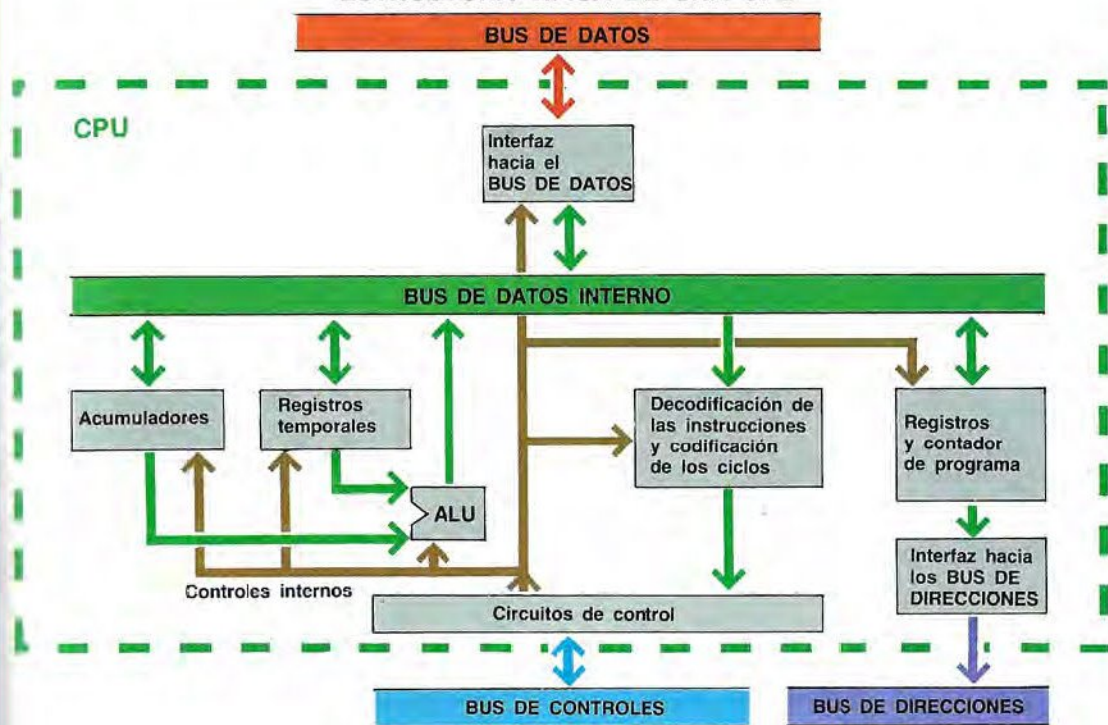 BUS DE DATOS
CPU
Interfaz
hacia el
BUS DE DATOS
BUS DE DATOS INTERNO
Acumuladores
Registros
temporales
Decodificación de
las instrucciones
y codificación
de los ciclos
Registros
y contador
de programa
ALU
Interfaz hacia
los BUS DE
DIRECCIONES
Controles internos
Circuitos de control
BUS DE CONTROLES
BUS DE DIRECCIONES